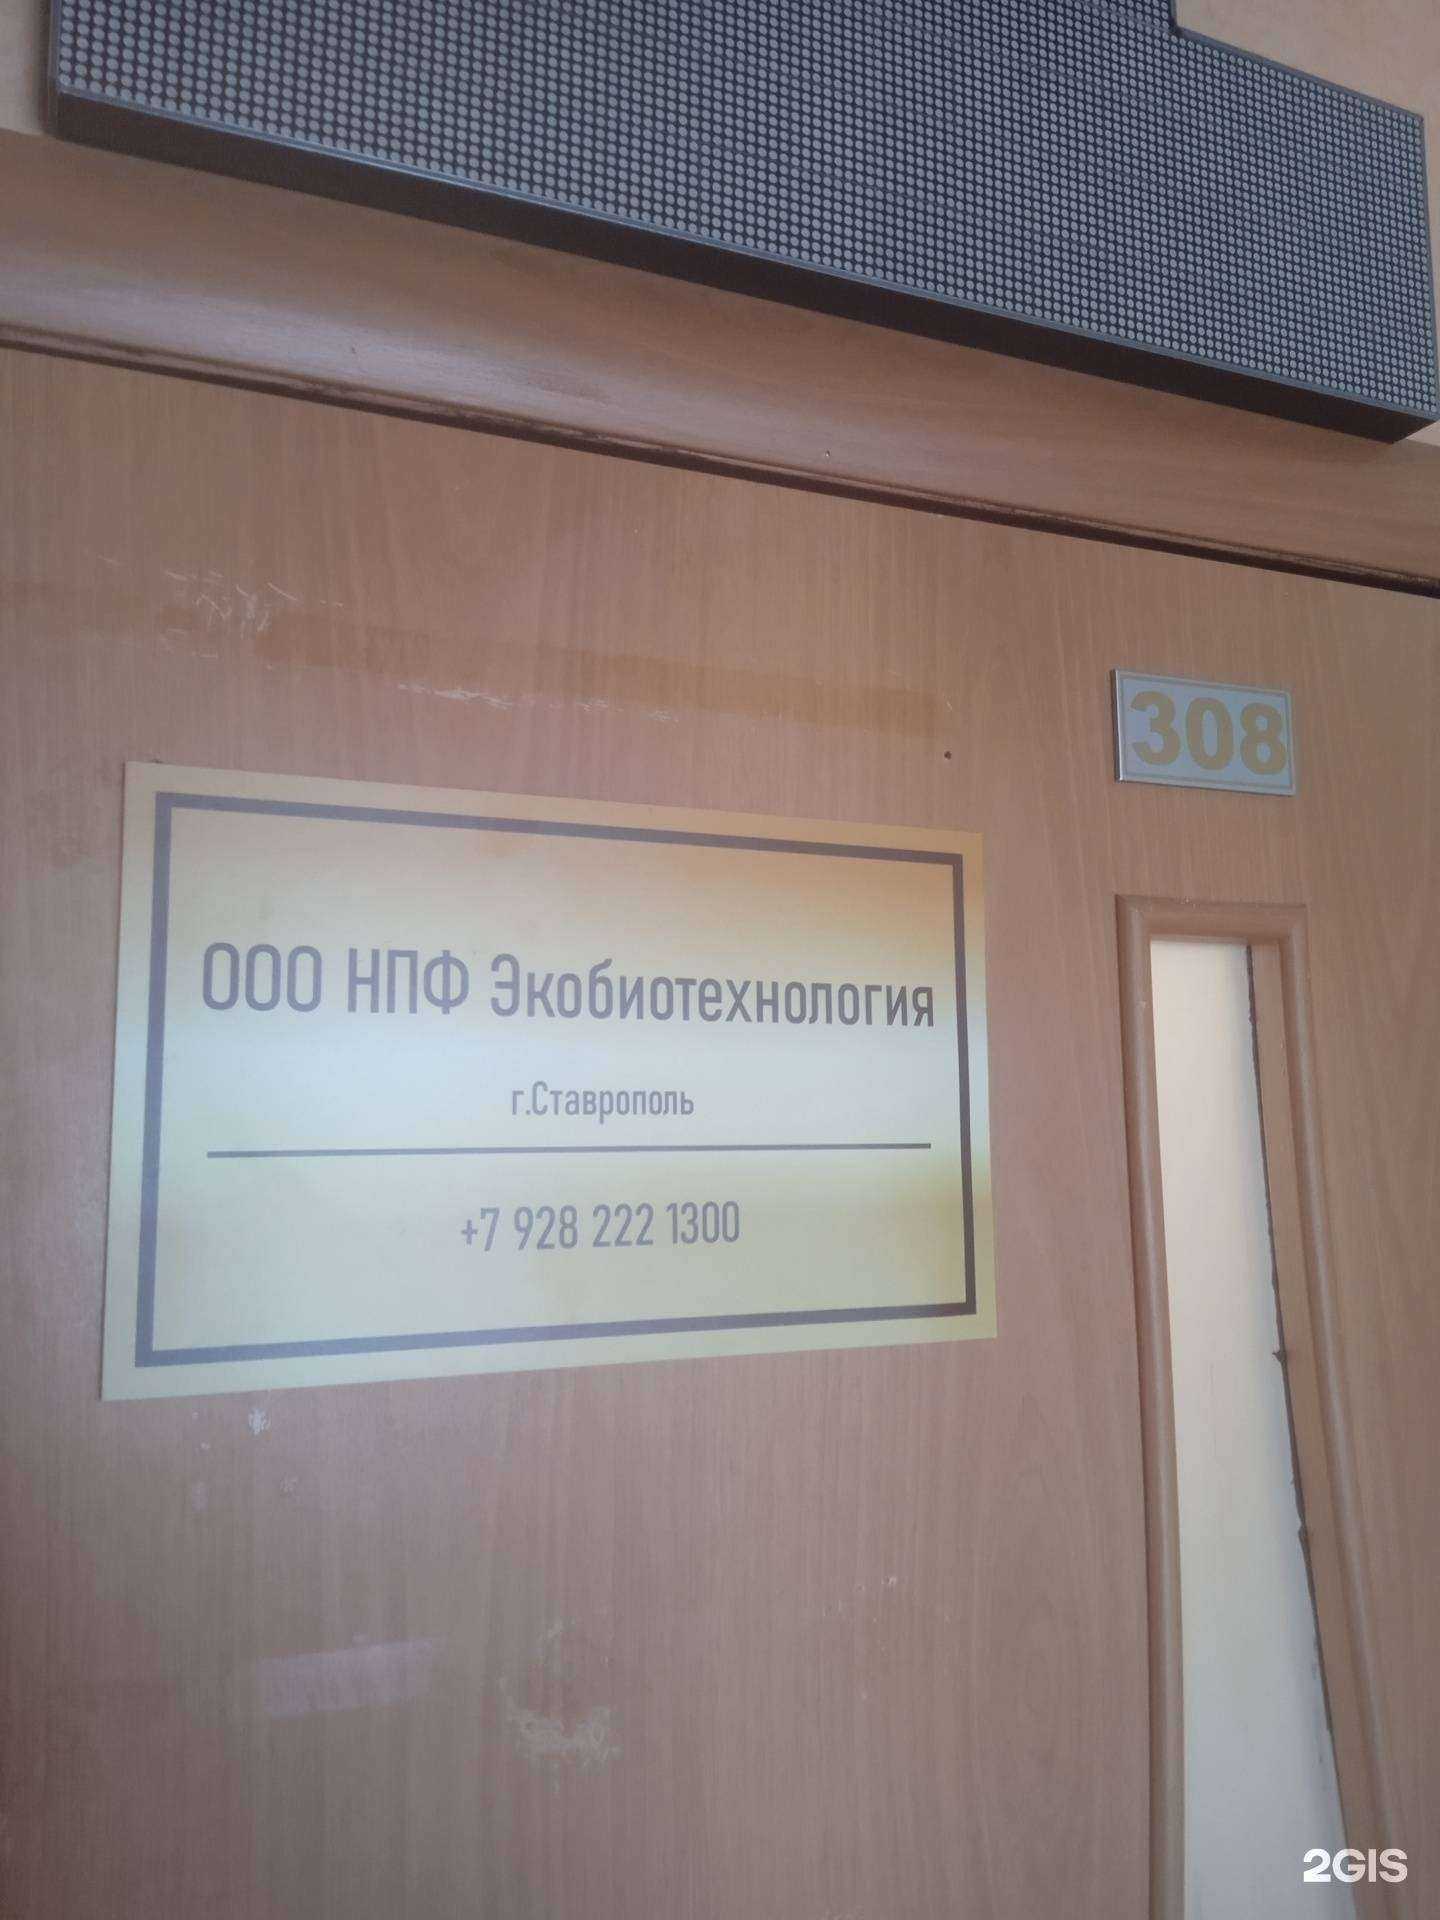 308
ООО НПФ Экобиотехнология
г.Ставрополь
+7 928 222 1300
2GIS